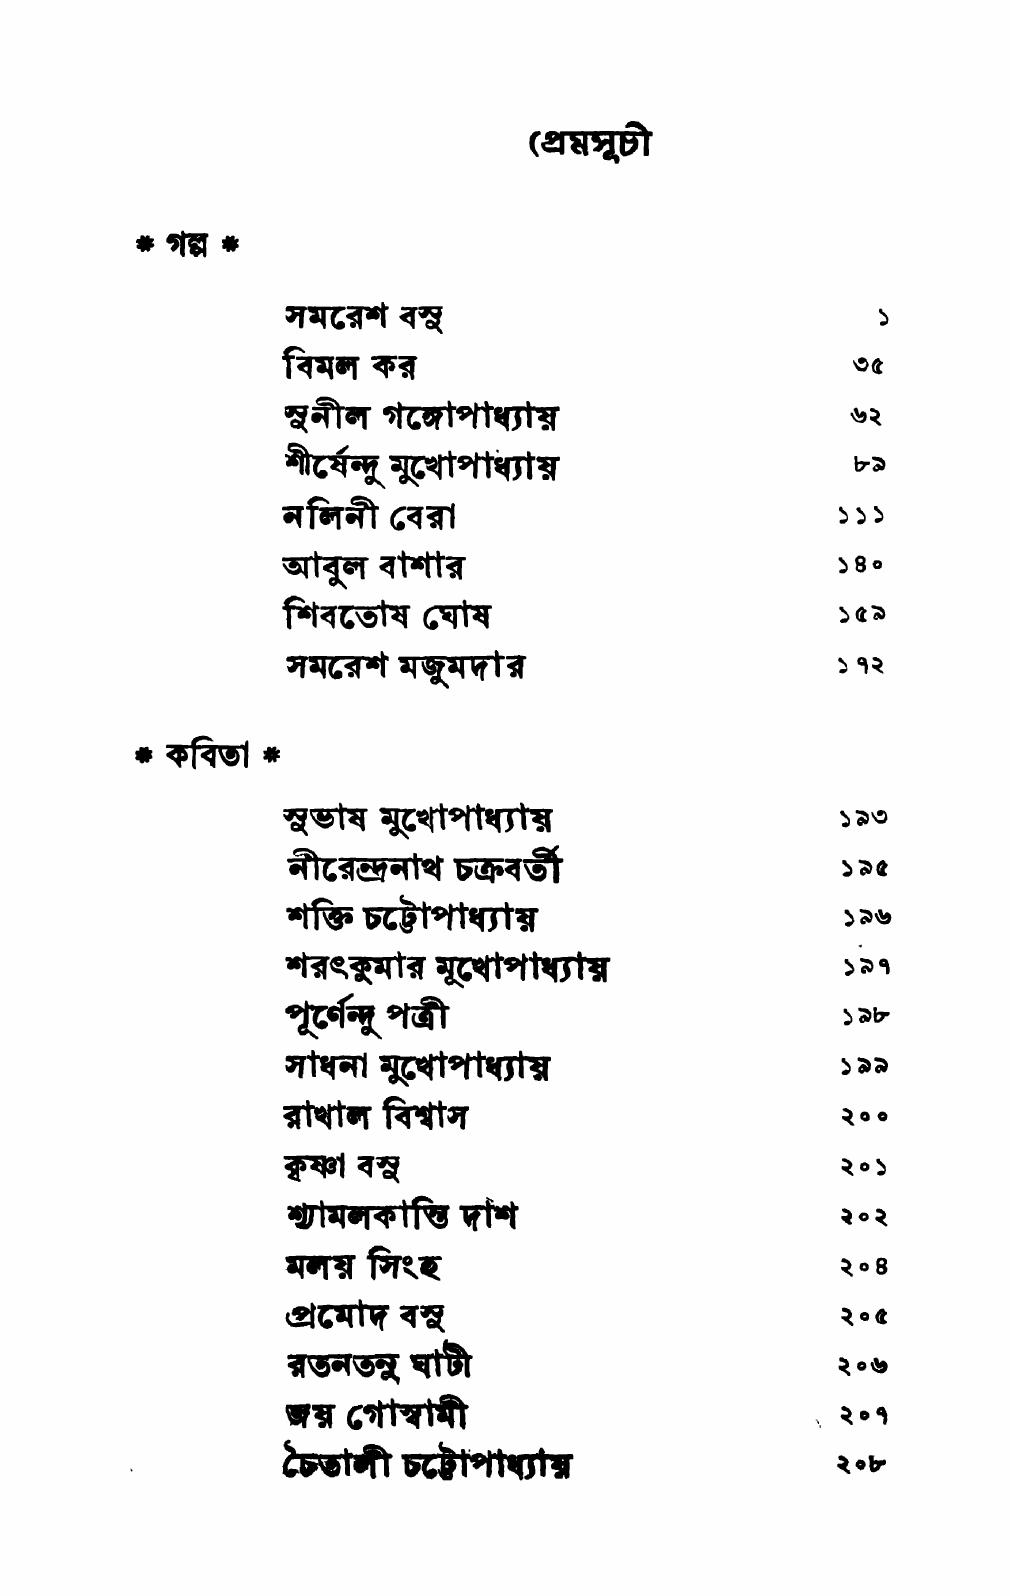 প্রেমসূচী
* গল্প *
সমরেশ বসু ১
বিমল কর ৩৫
সুনীল গঙ্গোপাধ্যায় ৬২
শীর্ষেন্দু মুখোপাধ্যায় ৮৯
নলিনী বেরা ১১১
আবুল বাশার ১৪০
শিবতোষ ঘোষ ১৫৯
সমরেশ মজুমদার ১৭২
* কবিতা *
সুভাষ মুখোপাধ্যায় ১৯৩
নীরেন্দ্রনাথ চক্রবর্তী ১৯৫
শক্তি চট্টোপাধ্যায় ১৯৬
শরৎকুমার মুখোপাধ্যায় ১৯৭
পূর্ণেন্দু পত্রী ১৯৮
সাধনা মুখোপাধ্যায় ১৯৯
রাখাল বিশ্বাস ২০০
কৃষ্ণা বসু ২০১
শ্যামলকান্তি দাশ ২০২
মলয় সিংহ ২০৪
প্রমোদ বসু ২০৫
রতনতনু ঘাটী ২০৬
জয় গোস্বামী ২০৭
চৈতালী চট্টোপাধ্যায় ২০৮